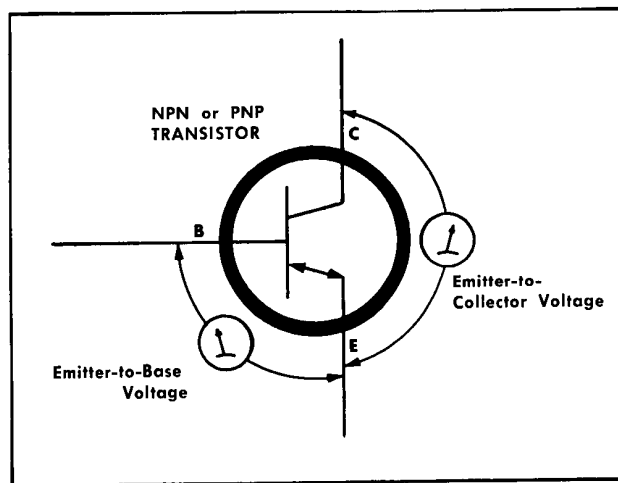 NPN or PNP
TRANSISTOR
C
B
Emitter-to-
Collector Voltage
E
Emitter-to-Base
Voltage